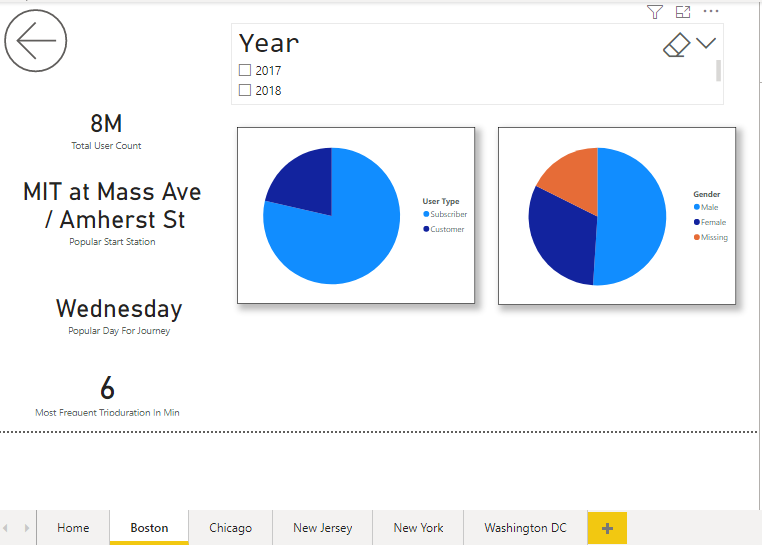 Year
2017
2018
8M
Total User Count
MIT at Mass Ave
/ Amherst St
Popular Start Station
Wednesday
Popular Day For Journey
6
Most Frequent Tripduration In Min
User Type
Subscriber
Customer
Gender
Male
Female
Missing
Home
Boston
Chicago
New Jersey
New York
Washington DC